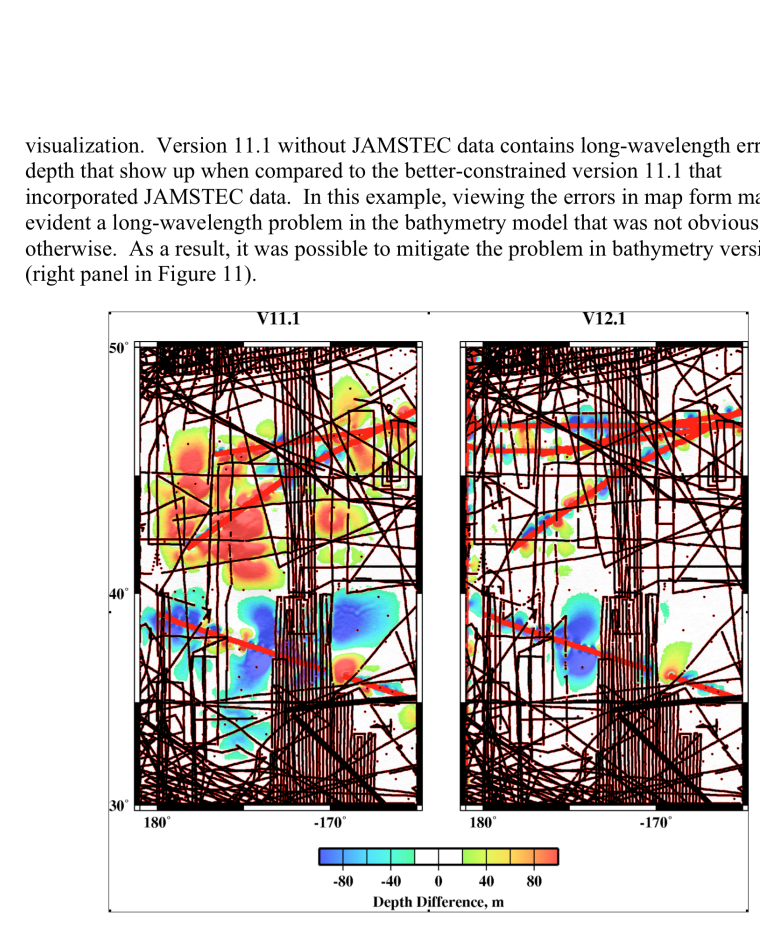 visualization. Version 11.1 without JAMSTEC data contains long-wavelength err
depth that show up when compared to the better-constrained version 11.1 that
incorporated JAMSTEC data. In this example, viewing the errors in map form ma
evident a long-wavelength problem in the bathymetry model that was not obvious
otherwise. As a result, it was possible to mitigate the problem in bathymetry versi
(right panel in Figure 11).
V11.1 V12.1
50°
40°
30°
180° -170° 180° -170°
-80 -40 0 40 80
Depth Difference, m